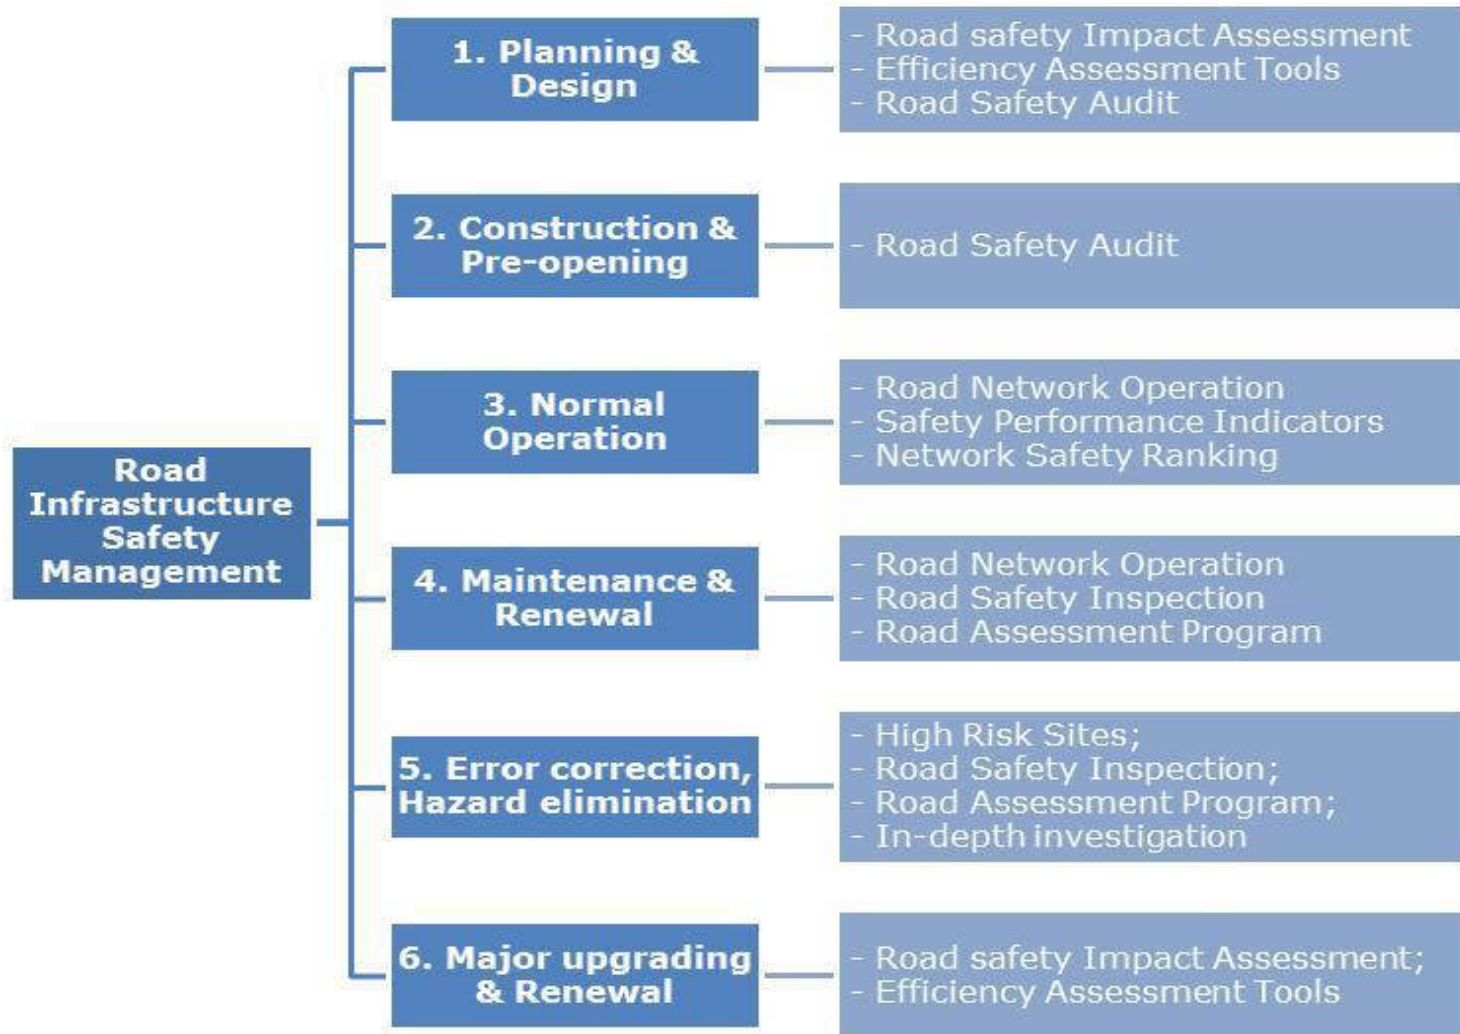 Road
Infrastructure
Safety
Management
1. Planning &
Design
- Road safety Impact Assessment
- Efficiency Assessment Tools
- Road Safety Audit
2. Construction &
Pre-opening
- Road Safety Audit
3. Normal
Operation
- Road Network Operation
- Safety Performance Indicators
- Network Safety Ranking
4. Maintenance &
Renewal
- Road Network Operation
- Road Safety Inspection
- Road Assessment Program
5. Error correction,
Hazard elimination
- High Risk Sites;
- Road Safety Inspection;
- Road Assessment Program;
- In-depth investigation
6. Major upgrading
& Renewal
- Road safety Impact Assessment;
- Efficiency Assessment Tools